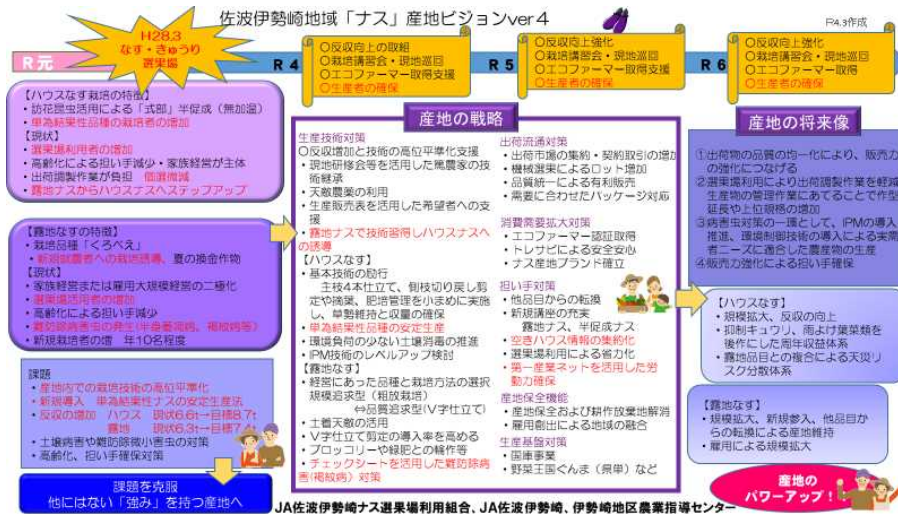 佐波伊勢崎地域「ナス」産地ビジョンver４
R4.3作成
H28.3
なす・きゅうり
選果場
R元
R 4
〇反収向上の取組
・栽培講習会・現地巡回
・エコファーマー取得支援
〇生産者の確保
R 5
〇反収向上強化
・栽培講習会・現地巡回
・エコファーマー取得支援
〇生産者の確保
R 6
〇反収向上強化
・栽培講習会・現地巡回
・エコファーマー取得
〇生産者の確保
【ハウスなす栽培の特徴】
・訪花昆虫活用による「式部」半促成（無加温）
・単為結果性品種の栽培者の増加
【現状】
・選果場利用者の増加
・高齢化による担い手減少・家族経営が主体
・出荷調製作業が負担　個選微減
・露地ナスからハウスナスへステップアップ
【露地なすの特徴】
・栽培品種「くろべえ」
・新規就農者への栽培誘導、夏の換金作物
【現状】
・家族経営または雇用大規模経営の二極化
・選果場活用者の増加
・高齢化による担い手減少
・難防除病害虫の発生(半身萎凋病、褐紋病等)
・新規栽培者の増　年10名程度
課題
・産地内での栽培技術の高位平準化
・新規導入　単為結果性ナスの安定生産法
・反収の増加　ハウス　現状6.6t→目標8.7t
露地　現状6.3t→目標7.4t
・土壌病害や難防除微小害虫の対策
・高齢化、担い手確保対策
課題を克服
他にはない「強み」を持つ産地へ
産地の戦略
生産技術対策
〇反収増加と技術の高位平準化支援
・現地研修会等を活用した篤農家の技
術継承
・天敵農薬の利用
・生産販売表を活用した希望者への支
援
・露地ナスで技術習得しハウスナスへ
の誘導
【ハウスなす】
・基本技術の励行
主枝4本仕立て、側枝切り戻し剪
定や摘葉、肥培管理を小まめに実施
し、草勢維持と収量の確保
・単為結果性品種の安定生産
・環境負荷の少ない土壌消毒の推進
・IPM技術のレベルアップ検討
【露地なす】
・経営にあった品種と栽培方法の選択
規模追求型（粗放栽培）
⇔品質追求型(V字仕立て)
・土着天敵の活用
・V字仕立て剪定の導入率を高める
・ブロッコリーや緑肥との輪作等
・チェックシートを活用した難防除病
害(褐紋病）対策
出荷流通対策
・出荷市場の集約・契約取引の増加
・機械選果によるロット増加
・品質統一による有利販売
・需要に合わせたパッケージ対応
消費需要拡大対策
・エコファーマー認証取得
・トレサビによる安全安心
・ナス産地ブランド確立
担い手対策
・他品目からの転換
・新規講座の充実
露地ナス、半促成ナス
・空きハウス情報の集約化
・選果場利用による省力化
・第一産業ネットを活用した労
働力確保
産地保全機能
・産地保全および耕作放棄地解消
・雇用創出による地域の融合
生産基盤対策
・国庫事業
・野菜王国ぐんま（県単）など
産地の将来像
①出荷物の品質の均一化により、販売力
の強化につなげる
②選果場利用により出荷調製作業を軽減
生産物の管理作業にあてることで作型
延長や上位規格の増加
③病害虫対策の一環として、IPMの導入
推進、環境制御技術の導入による実需
者ニーズに適合した農産物の生産
④販売力強化による担い手確保
【ハウスなす】
・規模拡大、反収の向上
・抑制キュウリ、雨よけ葉菜類を
後作にした周年収益体系
・露地品目との複合による天災リ
スク分散体系
【露地なす】
・規模拡大、新規参入、他品目か
らの転換による産地維持
・雇用による規模拡大
産地の
パワーアップ！
JA佐波伊勢崎ナス選果場利用組合、JA佐波伊勢崎、伊勢崎地区農業指導センター